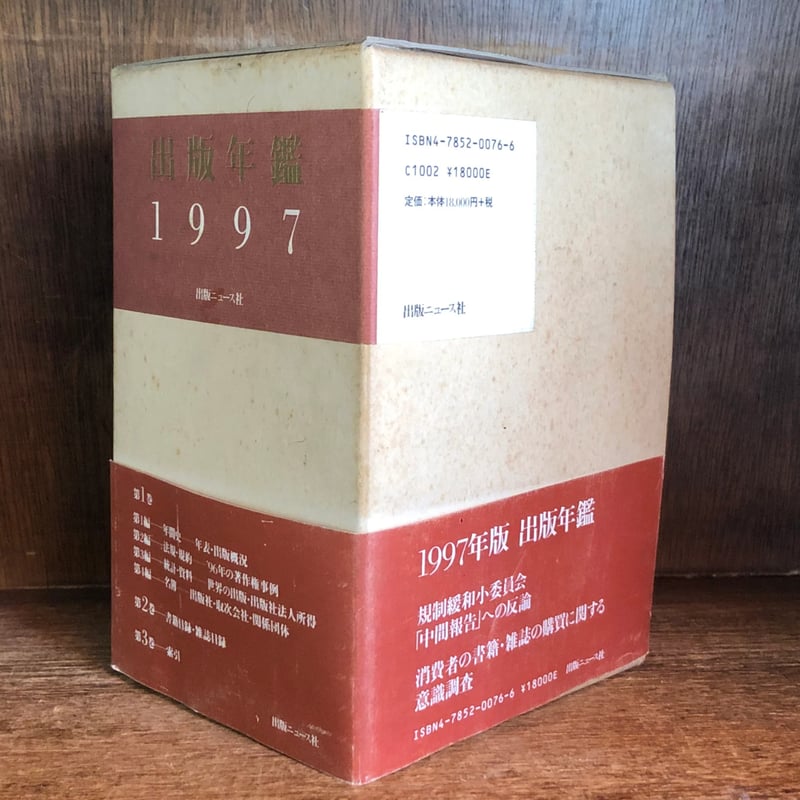 出版年鑑
1997
出版ニュース社
ISBN4-7852-0076-6
C1002 ¥18000E
定価:本体18,000円+税
出版ニュース社
第1巻
第1編──年間史──年表・出版概況
第2編──法規・規約──'96年の著作権事例
第3編──統計・資料──世界の出版・出版社法人所得
第4編──名簿──出版社・取次会社・関係団体
第2巻──書籍目録・雑誌目録
第3巻──索引
出版ニュース社
1997年版 出版年鑑
規制緩和小委員会
「中間報告」への反論
消費者の書籍・雑誌の購買に関する
意識調査
ISBN4-7852-0076-6 ¥18000E 出版ニュース社